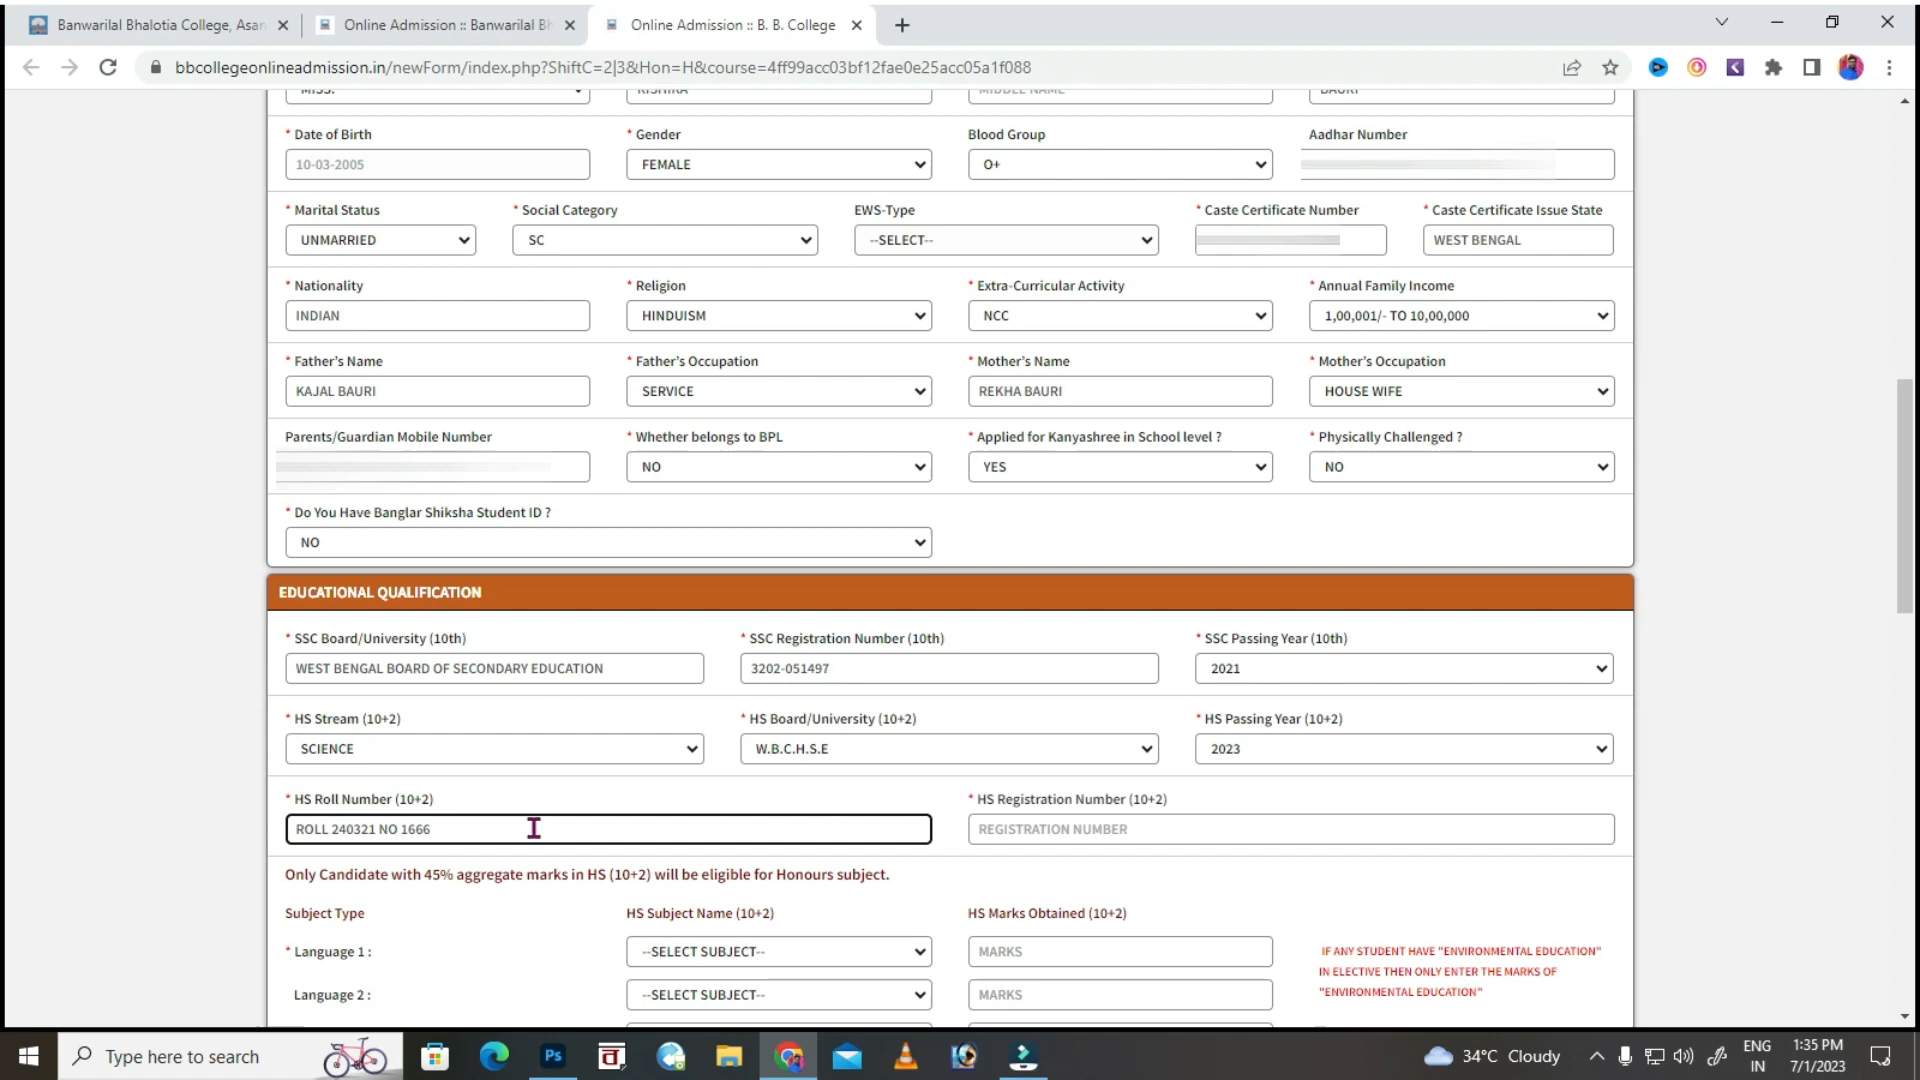 Banwarilal Bhalotia College, Asan
Online Admission :: Banwarilal Bh
Online Admission :: B. B. College
bbcollegeonlineadmission.in/newForm/index.php?ShiftC=2|3&Hon=H&course=4ff99acc03bf12fae0e25acc05a1f088
MISS. RISHIKA MIDDLE NAME BAURI
* Date of Birth * Gender Blood Group Aadhar Number
10-03-2005 FEMALE O+
* Marital Status * Social Category EWS-Type * Caste Certificate Number * Caste Certificate Issue State
UNMARRIED SC --SELECT-- WEST BENGAL
* Nationality * Religion * Extra-Curricular Activity * Annual Family Income
INDIAN HINDUISM NCC 1,00,001/- TO 10,00,000
* Father's Name * Father's Occupation * Mother's Name * Mother's Occupation
KAJAL BAURI SERVICE REKHA BAURI HOUSE WIFE
Parents/Guardian Mobile Number * Whether belongs to BPL * Applied for Kanyashree in School level ? * Physically Challenged ?
NO YES NO
* Do You Have Banglar Shiksha Student ID ?
NO
EDUCATIONAL QUALIFICATION
* SSC Board/University (10th) * SSC Registration Number (10th) * SSC Passing Year (10th)
WEST BENGAL BOARD OF SECONDARY EDUCATION 3202-051497 2021
* HS Stream (10+2) * HS Board/University (10+2) * HS Passing Year (10+2)
SCIENCE W.B.C.H.S.E 2023
* HS Roll Number (10+2) * HS Registration Number (10+2)
ROLL 240321 NO 1666 REGISTRATION NUMBER
Only Candidate with 45% aggregate marks in HS (10+2) will be eligible for Honours subject.
Subject Type HS Subject Name (10+2) HS Marks Obtained (10+2)
* Language 1 : --SELECT SUBJECT-- MARKS
IF ANY STUDENT HAVE "ENVIRONMENTAL EDUCATION"
IN ELECTIVE THEN ONLY ENTER THE MARKS OF
"ENVIRONMENTAL EDUCATION"
Language 2 : --SELECT SUBJECT-- MARKS
Type here to search
Ps
34°C Cloudy
ENG
IN
1:35 PM
7/1/2023